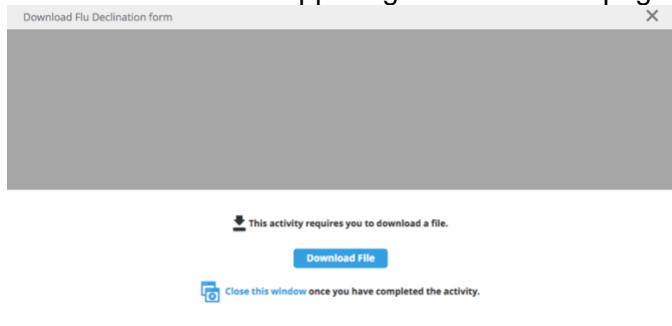 Download Flu Declination form
This activity requires you to download a file.
Download File
Close this window once you have completed the activity.